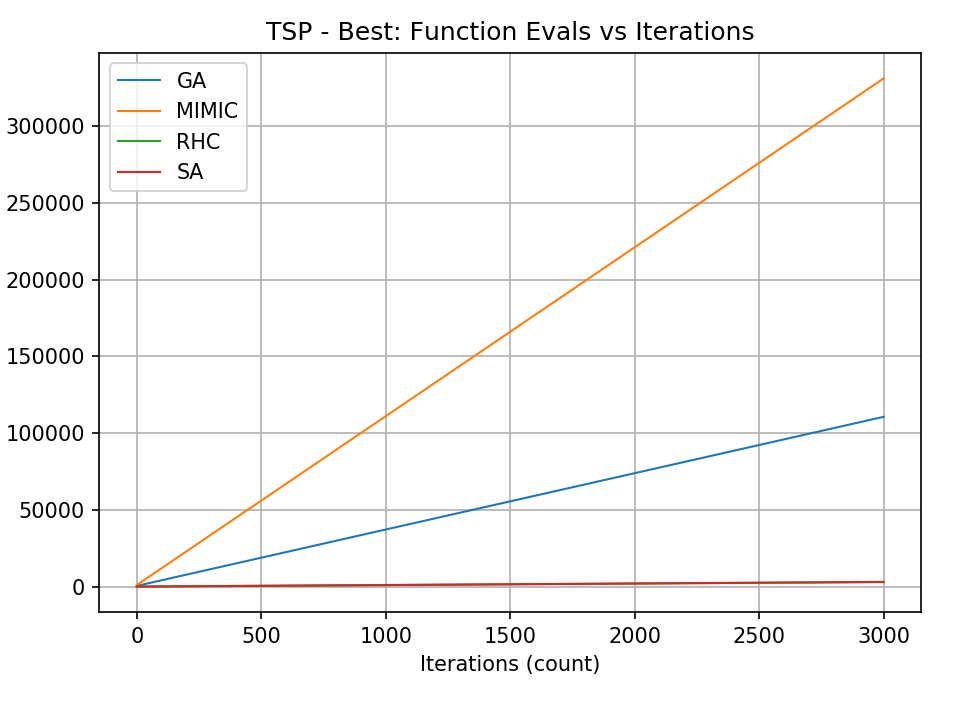 TSP - Best: Function Evals vs Iterations
GA
MIMIC
RHC
SA
300000
250000
200000
150000
100000
50000
0
0 500 1000 1500 2000 2500 3000
Iterations (count)